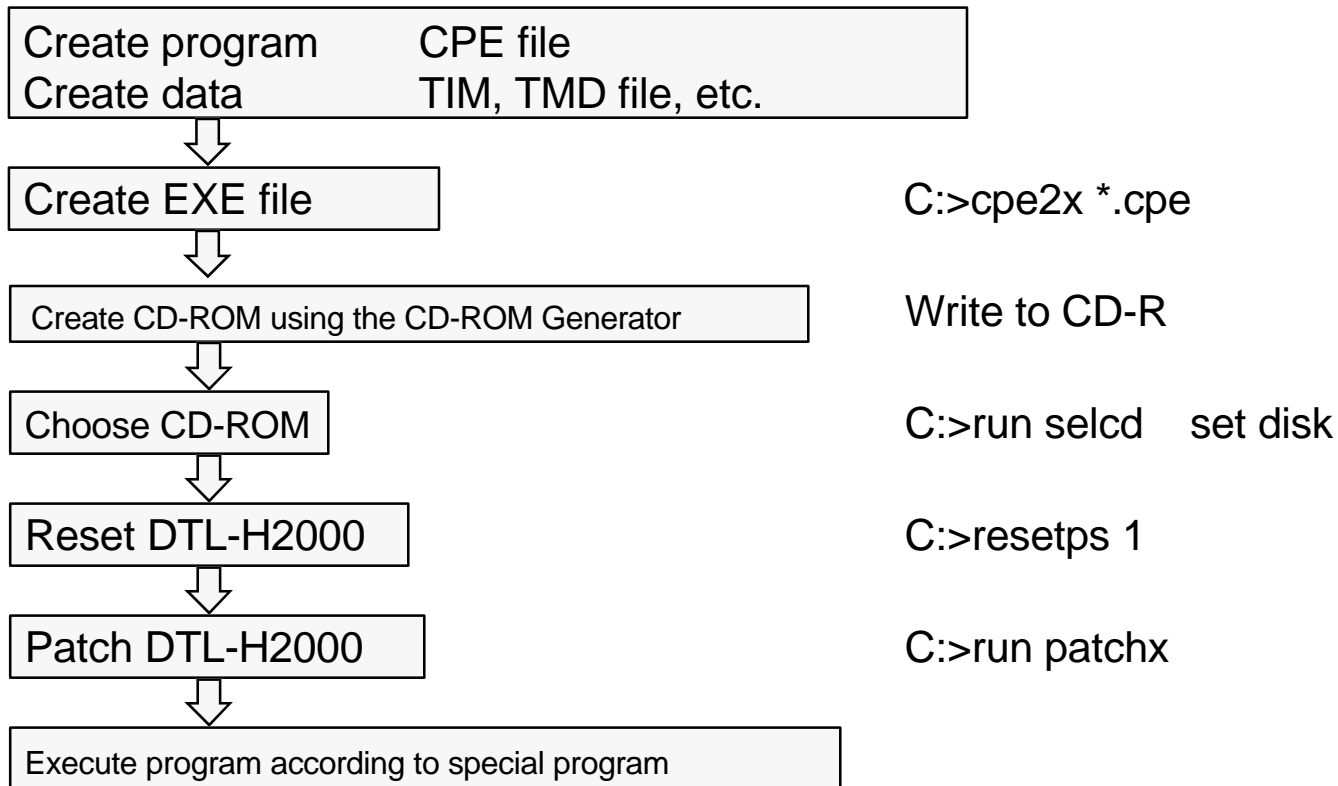 Create program CPE file
Create data TIM, TMD file, etc.
Create EXE file C:>cpe2x *.cpe
Create CD-ROM using the CD-ROM Generator Write to CD-R
Choose CD-ROM C:>run selcd set disk
Reset DTL-H2000 C:>resetps 1
Patch DTL-H2000 C:>run patchx
Execute program according to special program